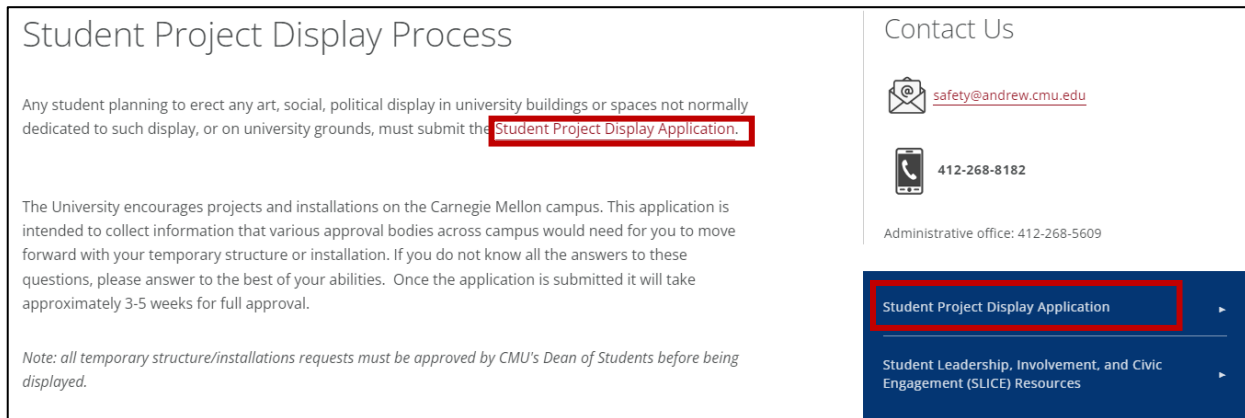 Student Project Display Process
Any student planning to erect any art, social, political display in university buildings or spaces not normally
dedicated to such display, or on university grounds, must submit the Student Project Display Application.
The University encourages projects and installations on the Carnegie Mellon campus. This application is
intended to collect information that various approval bodies across campus would need for you to move
forward with your temporary structure or installation. If you do not know all the answers to these
questions, please answer to the best of your abilities.  Once the application is submitted it will take
approximately 3-5 weeks for full approval.
Note: all temporary structure/installations requests must be approved by CMU's Dean of Students before being
displayed.
Contact Us
safety@andrew.cmu.edu
412-268-8182
Administrative office: 412-268-5609
Student Project Display Application
Student Leadership, Involvement, and Civic
Engagement (SLICE) Resources